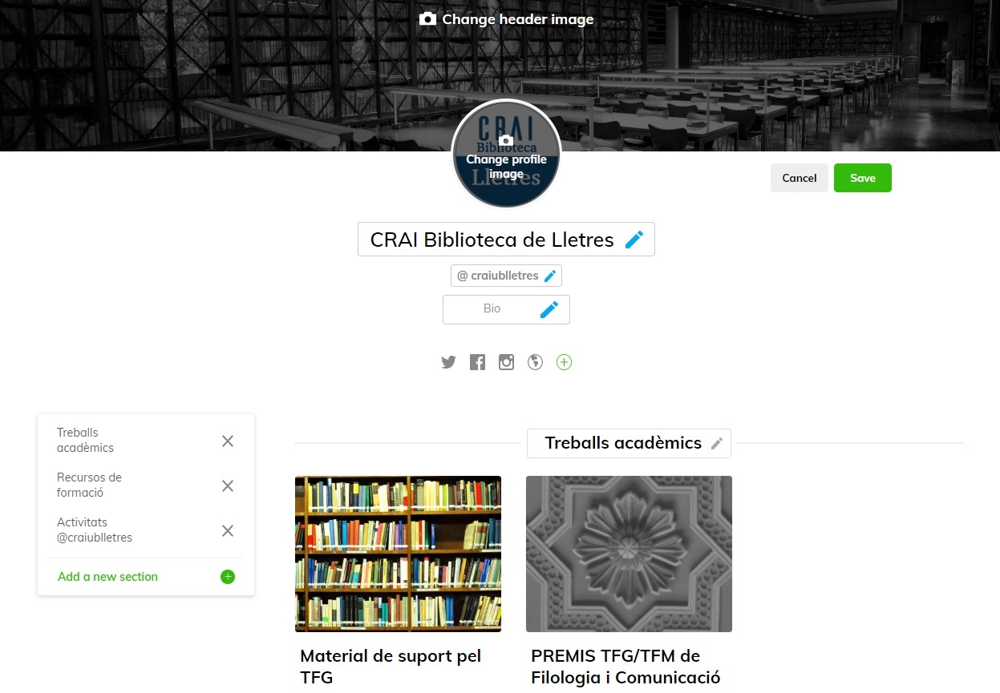 Change header image
CRAI
Biblioteca
Lletres
Change profile
image
Cancel
Save
CRAI Biblioteca de Lletres
@ craiublletres
Bio
Treballs
acadèmics
Recursos de
formació
Activitats
@craiublletres
Add a new section
Treballs acadèmics
Material de suport pel
TFG
PREMIS TFG/TFM de
Filologia i Comunicació